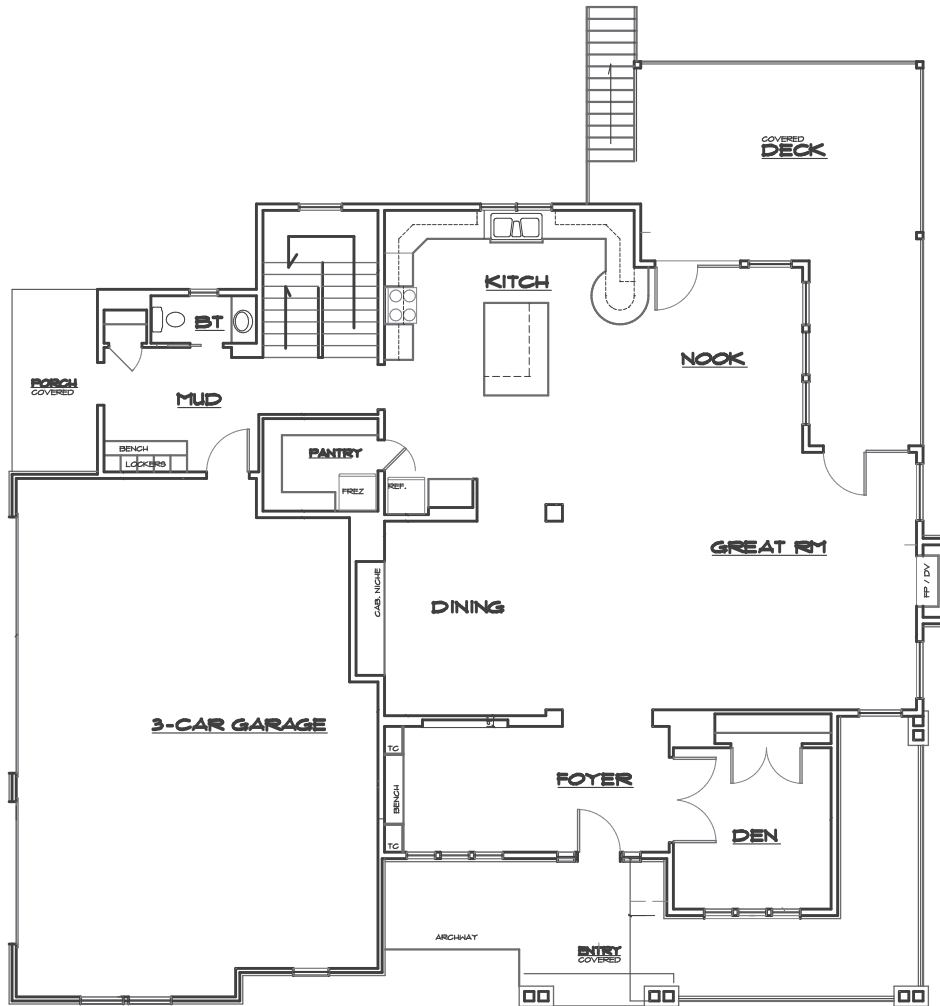 COVERED
DECK
KITCH
BT
NOOK
PORCH
COVERED
MUD
BENCH
LOCKERS
PANTRY
FREZ
REF.
GREAT RM
FP / DV
CAB. NICHE
DINING
3-CAR GARAGE
TC
FOYER
BENCH
DEN
TC
ARCHWAY
ENTRY
COVERED